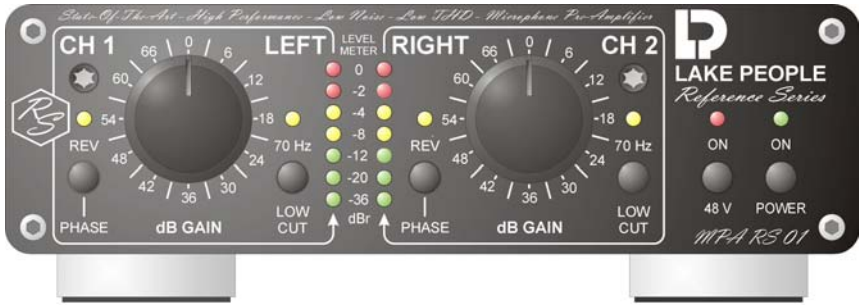 State-Of-The-Art - High Performance - Low Noise - Low THD - Microphone Pre-Amplifier
CH 1
LEFT
0
6
12
18
24
30
36
42
48
54
60
66
REV
PHASE
dB GAIN
70 Hz
LOW
CUT
RS
LEVEL
METER
0
-2
-4
-8
-12
-20
-36
dBr
RIGHT
CH 2
0
6
12
18
24
30
36
42
48
54
60
66
REV
PHASE
dB GAIN
70 Hz
LOW
CUT
LAKE PEOPLE
Reference Series
ON
48 V
ON
POWER
MPA RS 01